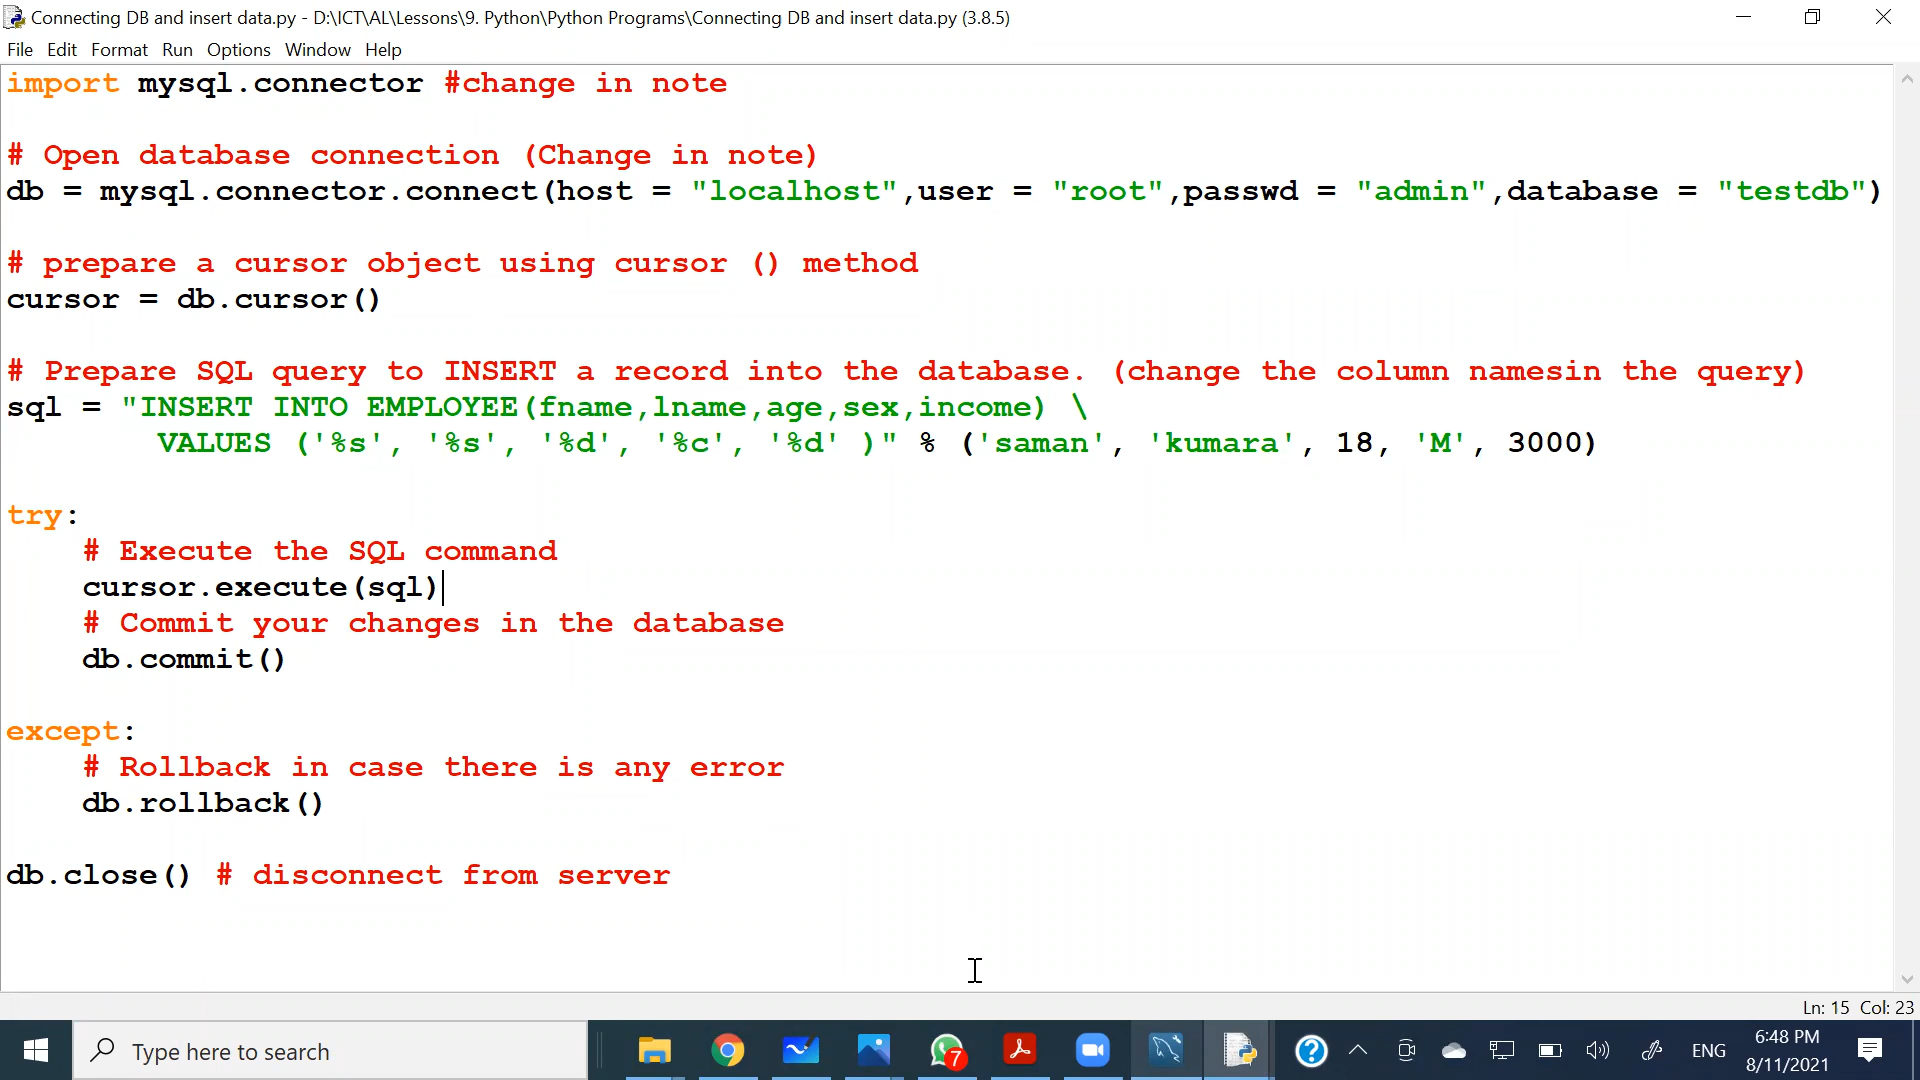 Connecting DB and insert data.py - D:\ICT\AL\Lessons\9. Python\Python Programs\Connecting DB and insert data.py (3.8.5)
File Edit Format Run Options Window Help
import mysql.connector #change in note
# Open database connection (Change in note)
db = mysql.connector.connect(host = "localhost",user = "root",passwd = "admin",database = "testdb")
# prepare a cursor object using cursor () method
cursor = db.cursor()
# Prepare SQL query to INSERT a record into the database. (change the column namesin the query)
sql = "INSERT INTO EMPLOYEE(fname,lname,age,sex,income) \
VALUES ('%s', '%s', '%d', '%c', '%d' )" % ('saman', 'kumara', 18, 'M', 3000)
try:
# Execute the SQL command
cursor.execute(sql)
# Commit your changes in the database
db.commit()
except:
# Rollback in case there is any error
db.rollback()
db.close() # disconnect from server
Ln: 15 Col: 23
Type here to search
7
ENG
6:48 PM
8/11/2021